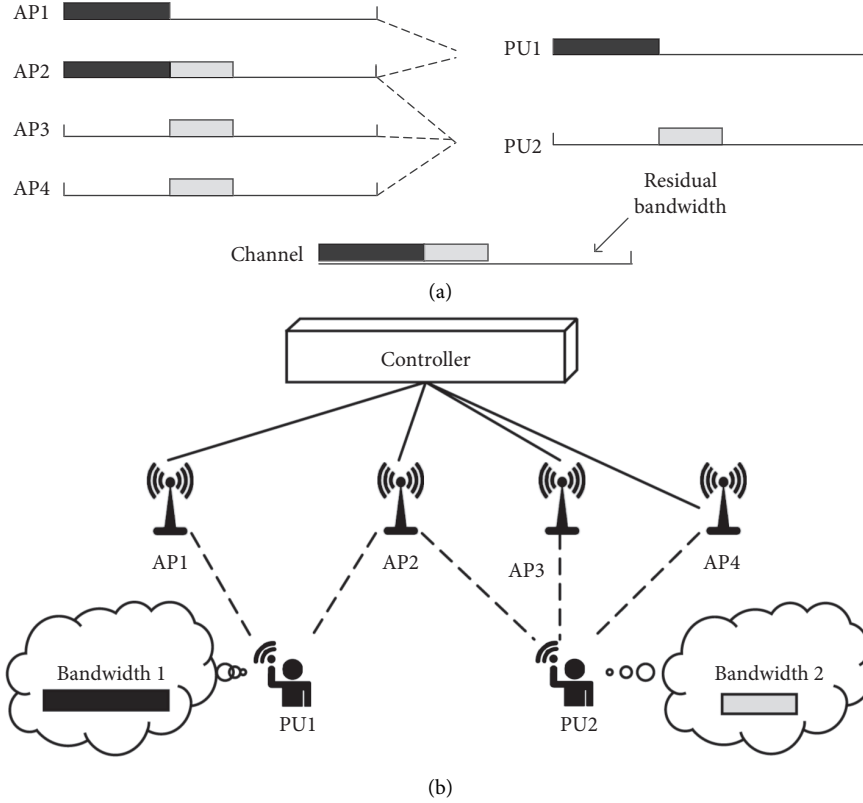 AP1
PU1
AP2
AP3
PU2
AP4
Residual
bandwidth
Channel
(a)
Controller
AP1
AP2
AP3
AP4
Bandwidth 1
Bandwidth 2
PU1
PU2
(b)